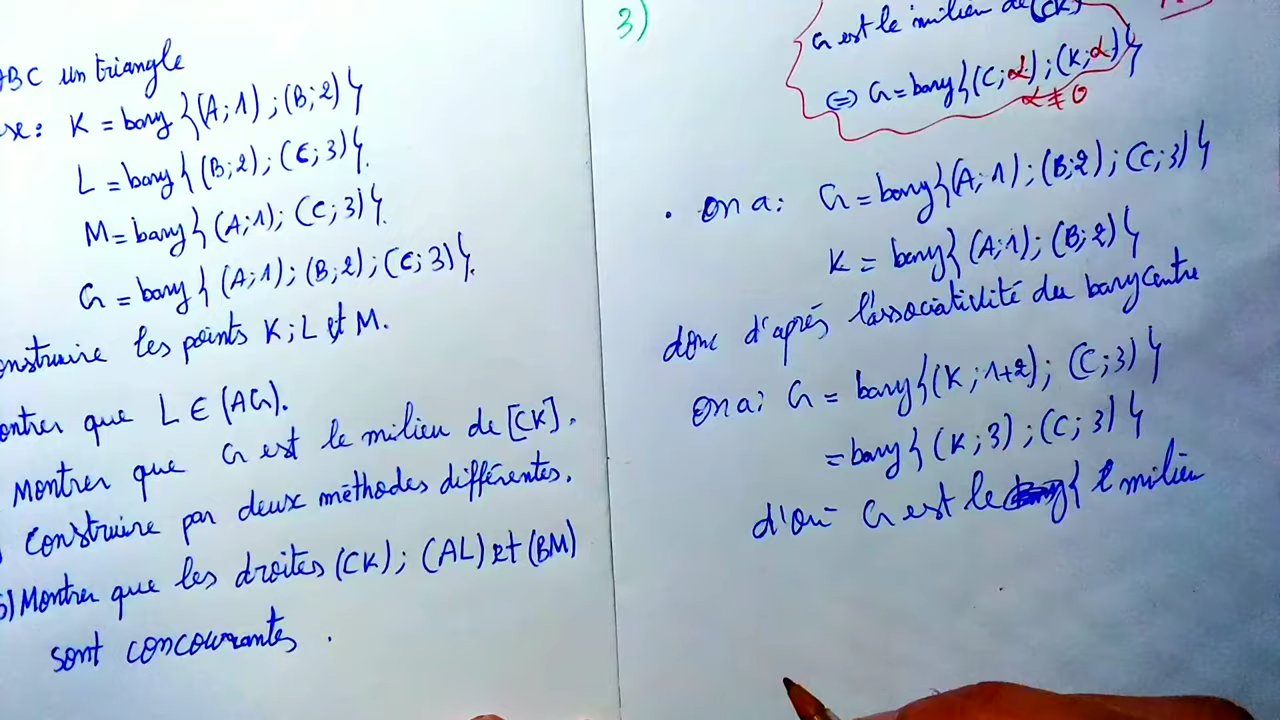 ABC un triangle
K = bary {(A;1) ; (B;2)}
L = bary {(B;2) ; (C;3)}.
M = bary {(A;1) ; (C;3)}.
G = bary {(A;1) ; (B;2) ; (C;3)}.
onstruire les points K ; L et M.
ontrer que L ∈ (AG).
Montrer que G est le milieu de [CK].
Construire par deux méthodes différentes.
5) Montrer que les droites (CK) ; (AL) et (BM)
sont concourantes .
3)
G est le milieu de [CK]
⇔ G = bary {(C;α) ; (K;α)}
α ≠ 0
• on a : G = bary {(A;1) ; (B;2) ; (C;3)}
K = bary {(A;1) ; (B;2)}
donc d'après l'associativité du barycentre
on a : G = bary {(K ; 1+2) ; (C;3)}
= bary {(K;3) ; (C;3)}
d'où G est le milieu